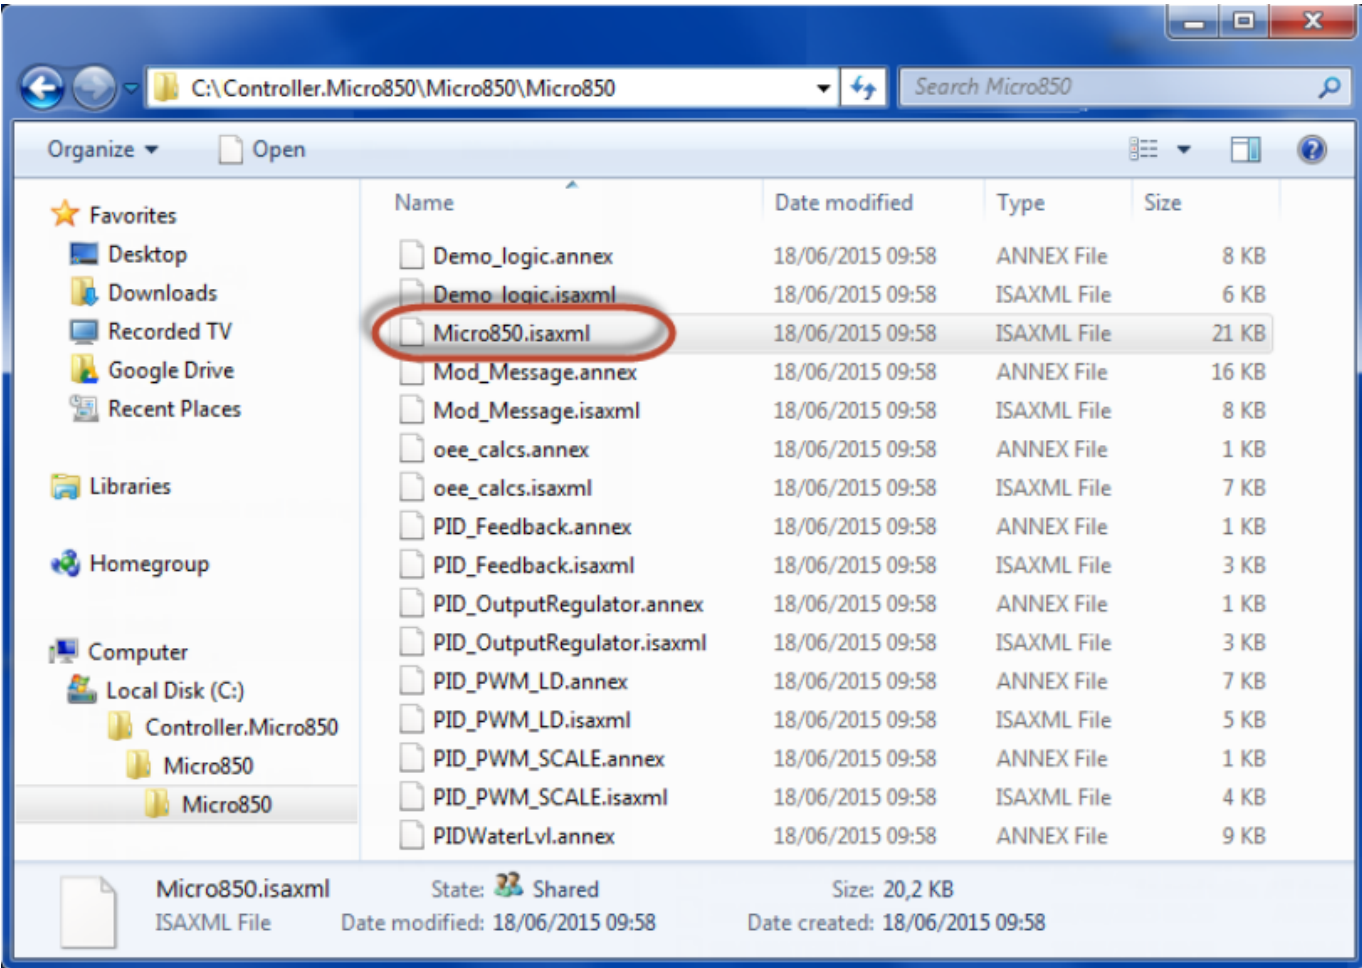 C:\Controller.Micro850\Micro850\Micro850
Search Micro850
Organize
Open
Favorites
Desktop
Downloads
Recorded TV
Google Drive
Recent Places
Libraries
Homegroup
Computer
Local Disk (C:)
Controller.Micro850
Micro850
Micro850
Name Date modified Type Size
Demo_logic.annex 18/06/2015 09:58 ANNEX File 8 KB
Demo_logic.isaxml 18/06/2015 09:58 ISAXML File 6 KB
Micro850.isaxml 18/06/2015 09:58 ISAXML File 21 KB
Mod_Message.annex 18/06/2015 09:58 ANNEX File 16 KB
Mod_Message.isaxml 18/06/2015 09:58 ISAXML File 8 KB
oee_calcs.annex 18/06/2015 09:58 ANNEX File 1 KB
oee_calcs.isaxml 18/06/2015 09:58 ISAXML File 7 KB
PID_Feedback.annex 18/06/2015 09:58 ANNEX File 1 KB
PID_Feedback.isaxml 18/06/2015 09:58 ISAXML File 3 KB
PID_OutputRegulator.annex 18/06/2015 09:58 ANNEX File 1 KB
PID_OutputRegulator.isaxml 18/06/2015 09:58 ISAXML File 3 KB
PID_PWM_LD.annex 18/06/2015 09:58 ANNEX File 7 KB
PID_PWM_LD.isaxml 18/06/2015 09:58 ISAXML File 5 KB
PID_PWM_SCALE.annex 18/06/2015 09:58 ANNEX File 1 KB
PID_PWM_SCALE.isaxml 18/06/2015 09:58 ISAXML File 4 KB
PIDWaterLvl.annex 18/06/2015 09:58 ANNEX File 9 KB
Micro850.isaxml State: Shared Size: 20,2 KB
ISAXML File Date modified: 18/06/2015 09:58 Date created: 18/06/2015 09:58